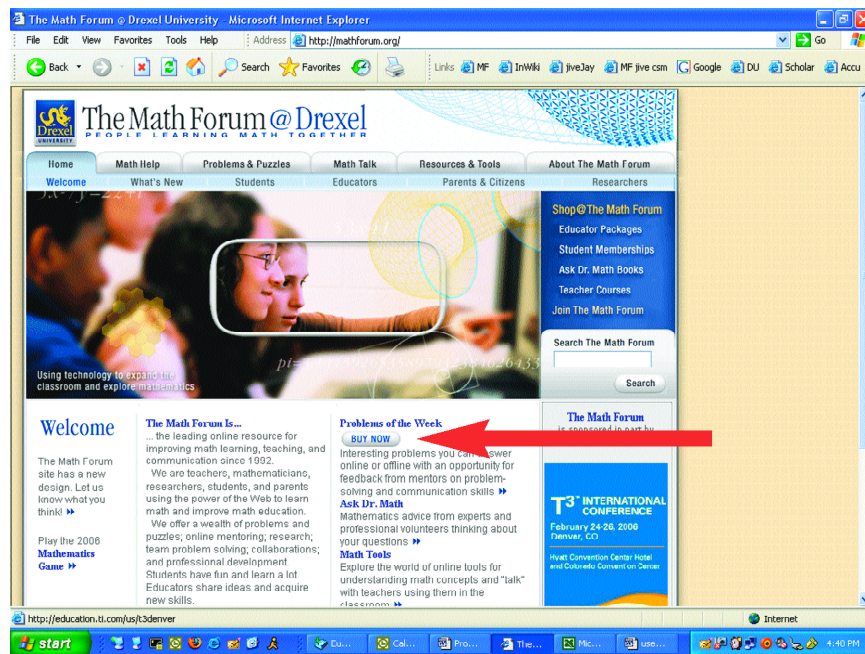 The Math Forum @ Drexel University - Microsoft Internet Explorer
File Edit View Favorites Tools Help Address http://mathforum.org/ Go
Back Search Favorites Links MF InWiki jiveJay MF jive csm Google DU Scholar Accu
Drexel
UNIVERSITY
The Math Forum @ Drexel
PEOPLE LEARNING MATH TOGETHER
Home Math Help Problems & Puzzles Math Talk Resources & Tools About The Math Forum
Welcome What's New Students Educators Parents & Citizens Researchers
Shop@The Math Forum
Educator Packages
Student Memberships
Ask Dr. Math Books
Teacher Courses
Join The Math Forum
Search The Math Forum
Search
Using technology to expand the
classroom and explore mathematics
Welcome
The Math Forum
site has a new
design. Let us
know what you
think!
Play the 2006
Mathematics
Game
The Math Forum Is...
... the leading online resource for
improving math learning, teaching, and
communication since 1992.
We are teachers, mathematicians,
researchers, students, and parents
using the power of the Web to learn
math and improve math education.
We offer a wealth of problems and
puzzles; online mentoring; research;
team problem solving; collaborations;
and professional development.
Students have fun and learn a lot.
Educators share ideas and acquire
new skills.
Problems of the Week
BUY NOW
Interesting problems you can answer
online or offline with an opportunity for
feedback from mentors on problem-
solving and communication skills
Ask Dr. Math
Mathematics advice from experts and
professional volunteers thinking about
your questions
Math Tools
Explore the world of online tools for
understanding math concepts and "talk"
with teachers using them in the
classroom
The Math Forum
is sponsored in part by
T3 INTERNATIONAL
CONFERENCE
February 24-26, 2006
Denver, CO
Hyatt Convention Center Hotel
and Colorado Convention Center
http://education.ti.com/us/t3denver Internet
start Eu... Cal... Pro... The... Mic... use... 4:40 PM